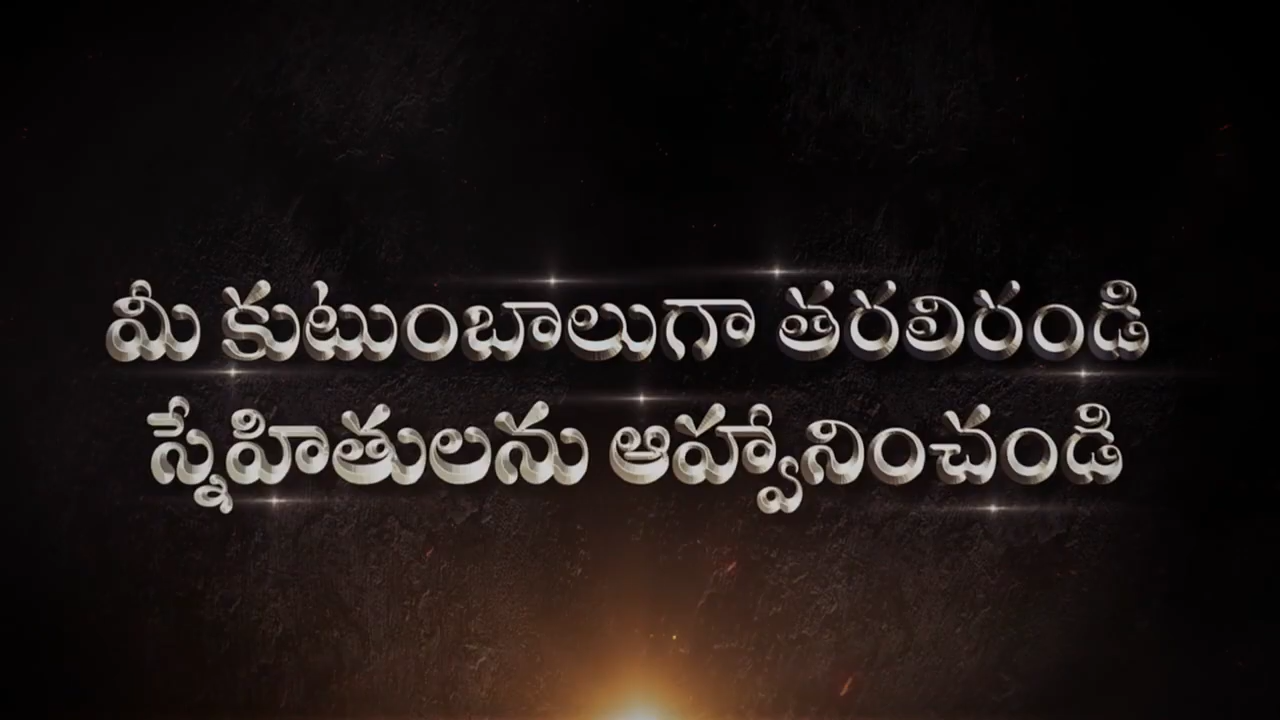 మీ కుటుంబాలుగా తరలిరండి
స్నేహితులను ఆహ్వానించండి